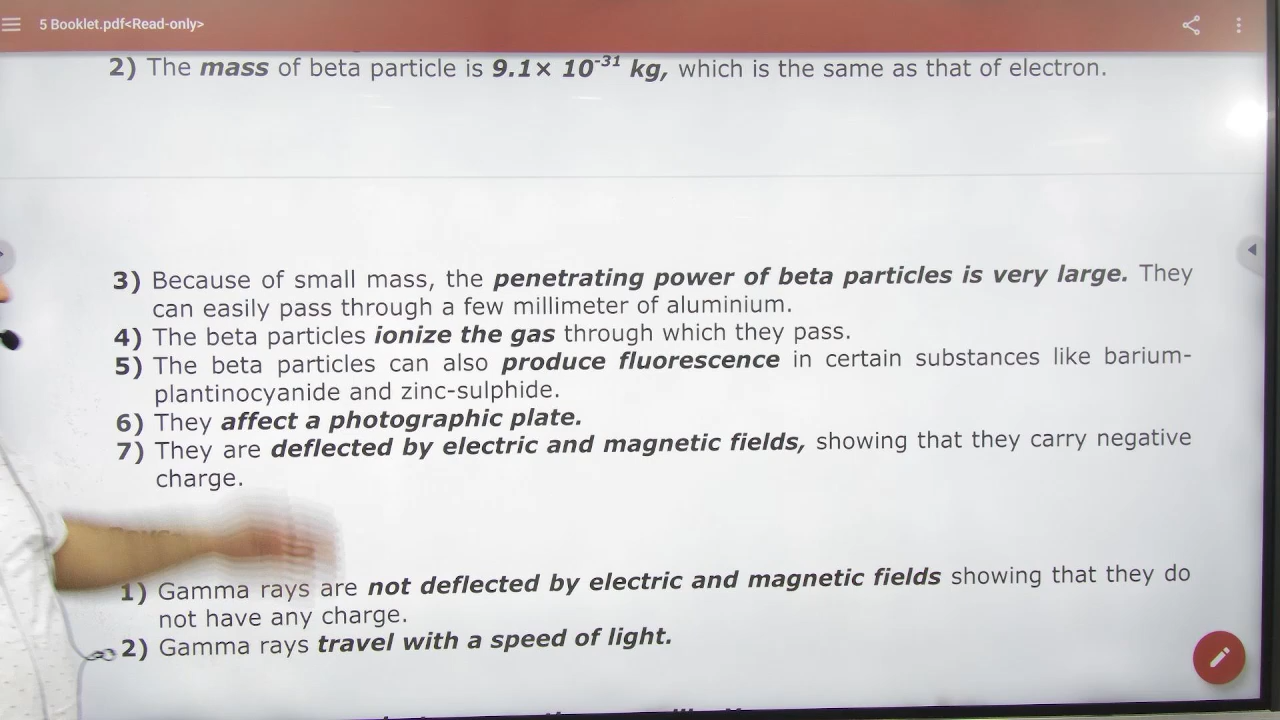 5 Booklet.pdf<Read-only>
2) The mass of beta particle is 9.1× 10⁻³¹ kg, which is the same as that of electron.
3) Because of small mass, the penetrating power of beta particles is very large. They
can easily pass through a few millimeter of aluminium.
4) The beta particles ionize the gas through which they pass.
5) The beta particles can also produce fluorescence in certain substances like barium-
plantinocyanide and zinc-sulphide.
6) They affect a photographic plate.
7) They are deflected by electric and magnetic fields, showing that they carry negative
charge.
1) Gamma rays are not deflected by electric and magnetic fields showing that they do
not have any charge.
2) Gamma rays travel with a speed of light.